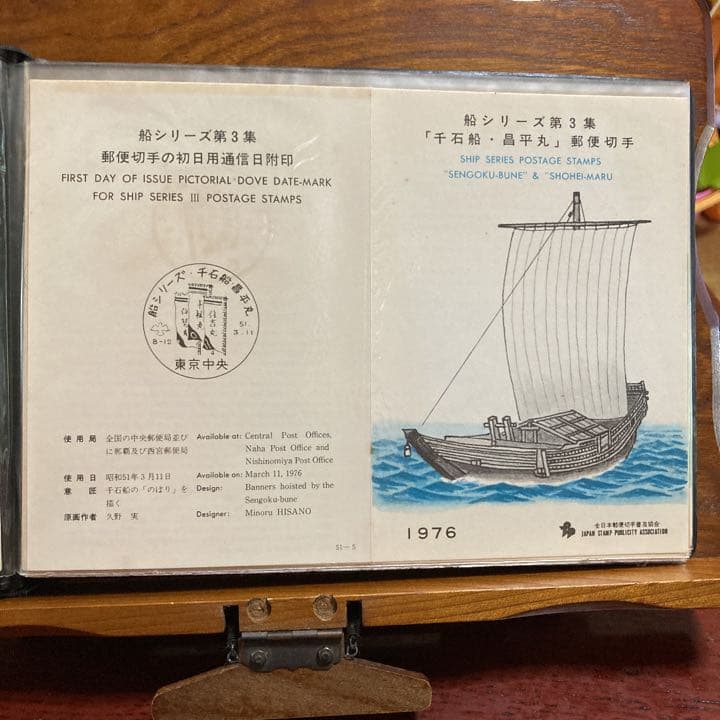 船シリーズ第3集
郵便切手の初日用通信日附印
FIRST DAY OF ISSUE PICTORIAL·DOVE DATE-MARK
FOR SHIP SERIES III POSTAGE STAMPS
船シリーズ・千石船・昌平丸
51.
3.11
8-12
東京中央
使用局 全国の中央郵便局並び
に那覇及び西宮郵便局
Available at: Central Post Offices,
Naha Post Office and
Nishinomiya Post Office
使用日 昭和51年3月11日
Available on: March 11, 1976
意匠 千石船の「のぼり」を
描く
Design: Banners hoisted by the
Sengoku-bune
原画作者 久野 実
Designer: Minoru HISANO
51-5
船シリーズ第3集
「千石船・昌平丸」郵便切手
SHIP SERIES POSTAGE STAMPS
"SENGOKU-BUNE" & "SHOHEI-MARU
1976
全日本郵便切手普及協会
JAPAN STAMP PUBLICITY ASSOCIATION